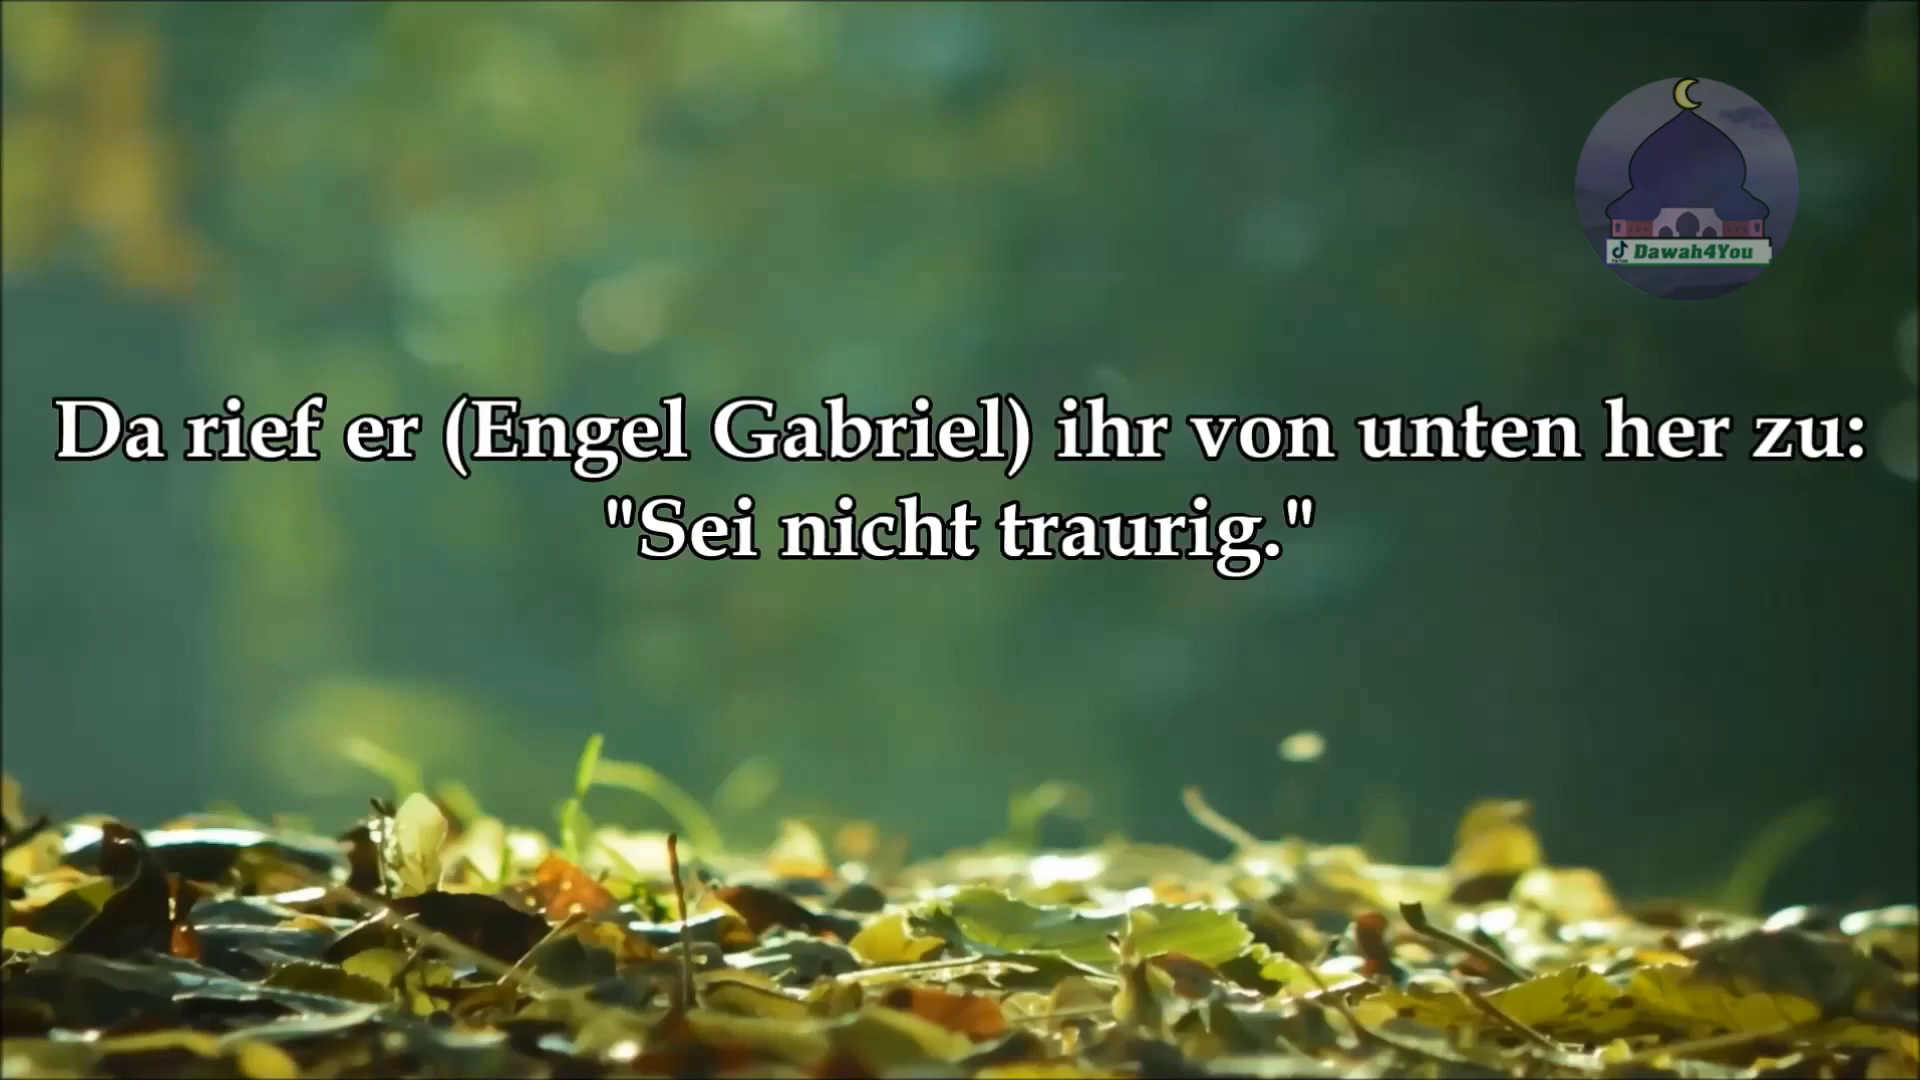 Dawah4You
Da rief er (Engel Gabriel) ihr von unten her zu:
"Sei nicht traurig."